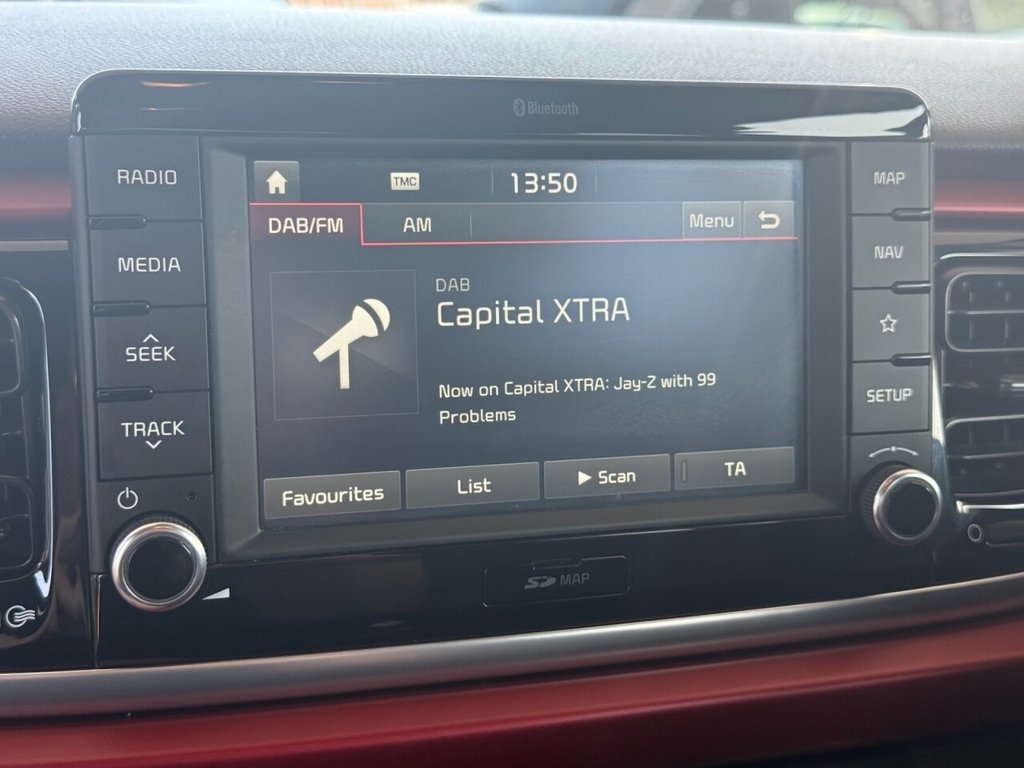 Bluetooth
RADIO
MEDIA
SEEK
TRACK
TMC
13:50
DAB/FM
AM
Menu
DAB
Capital XTRA
Now on Capital XTRA: Jay-Z with 99
Problems
Favourites
List
Scan
TA
MAP
NAV
SETUP
SD MAP